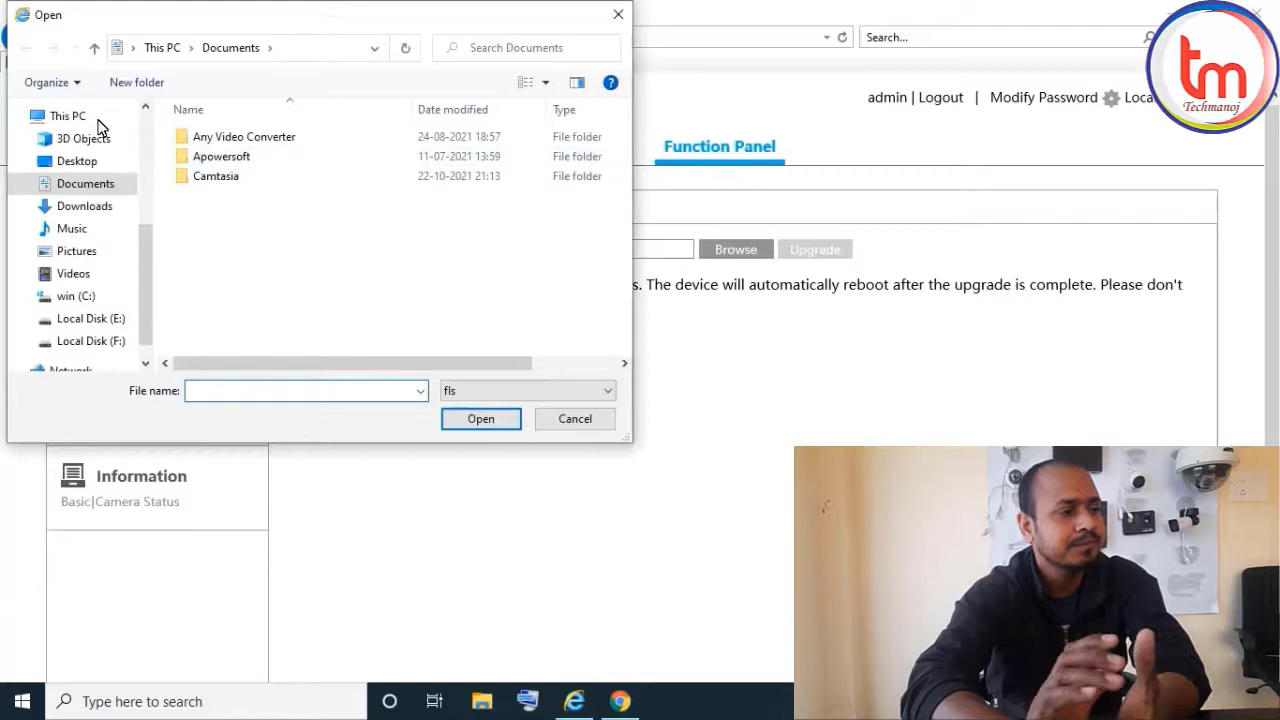 Open
This PC
Documents
Search Documents
Search...
tm
Techmanoj
Organize
New folder
admin | Logout
Modify Password
Loca
This PC
3D Objects
Desktop
Documents
Downloads
Music
Pictures
Videos
win (C:)
Local Disk (E:)
Local Disk (F:)
Network
Name
Date modified
Type
Any Video Converter
24-08-2021 18:57
File folder
Apowersoft
11-07-2021 13:59
File folder
Camtasia
22-10-2021 21:13
File folder
Function Panel
Browse
Upgrade
s. The device will automatically reboot after the upgrade is complete. Please don't
File name:
fls
Open
Cancel
Information
Basic|Camera Status
Type here to search